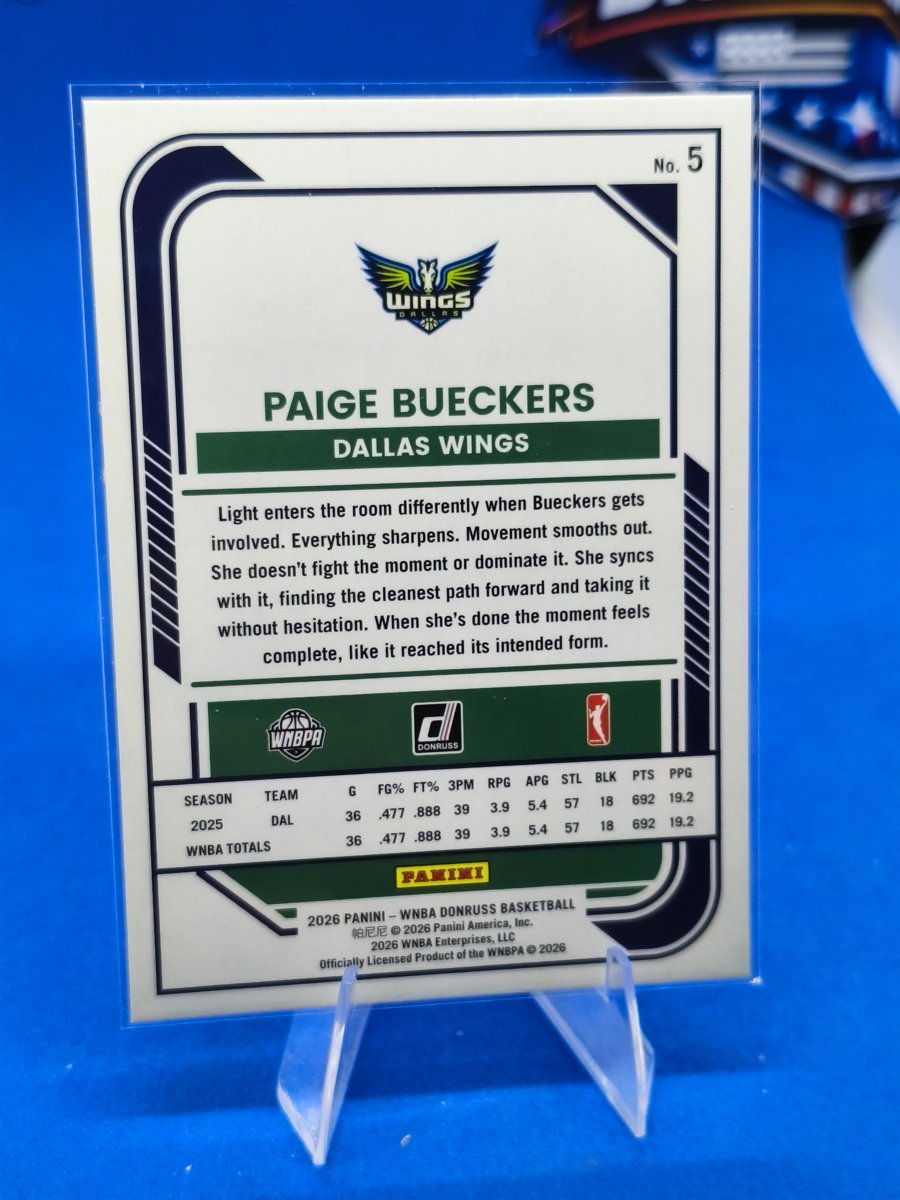 No. 5
WINGS
DALLAS
PAIGE BUECKERS
DALLAS WINGS
Light enters the room differently when Bueckers gets
involved. Everything sharpens. Movement smooths out.
She doesn't fight the moment or dominate it. She syncs
with it, finding the cleanest path forward and taking it
without hesitation. When she's done the moment feels
complete, like it reached its intended form.
WNBPA
d
DONRUSS
SEASON TEAM G FG% FT% 3PM RPG APG STL BLK PTS PPG
2025 DAL 36 .477 .888 39 3.9 5.4 57 18 692 19.2
WNBA TOTALS 36 .477 .888 39 3.9 5.4 57 18 692 19.2
PANINI
2026 PANINI – WNBA DONRUSS BASKETBALL
帕尼尼 © 2026 Panini America, Inc.
2026 WNBA Enterprises, LLC
Officially Licensed Product of the WNBPA © 2026